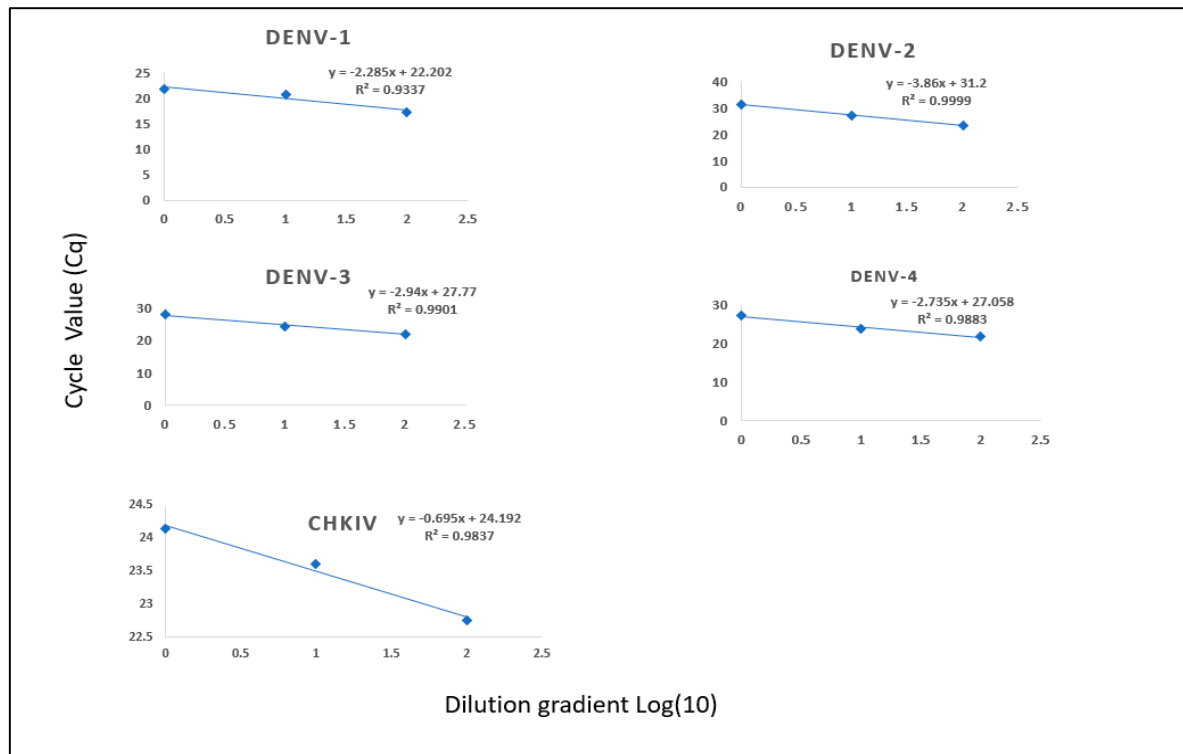 DENV-1
y = -2.285x + 22.202
R² = 0.9337
25
20
15
10
5
0
0 0.5 1 1.5 2 2.5
DENV-2
y = -3.86x + 31.2
R² = 0.9999
40
30
20
10
0
0 0.5 1 1.5 2 2.5
Cycle Value (Cq)
DENV-3
y = -2.94x + 27.77
R² = 0.9901
30
20
10
0
0 0.5 1 1.5 2 2.5
DENV-4
y = -2.735x + 27.058
R² = 0.9883
30
20
10
0
0 0.5 1 1.5 2 2.5
CHKIV
y = -0.695x + 24.192
R² = 0.9837
24.5
24
23.5
23
22.5
0 0.5 1 1.5 2 2.5
Dilution gradient Log(10)